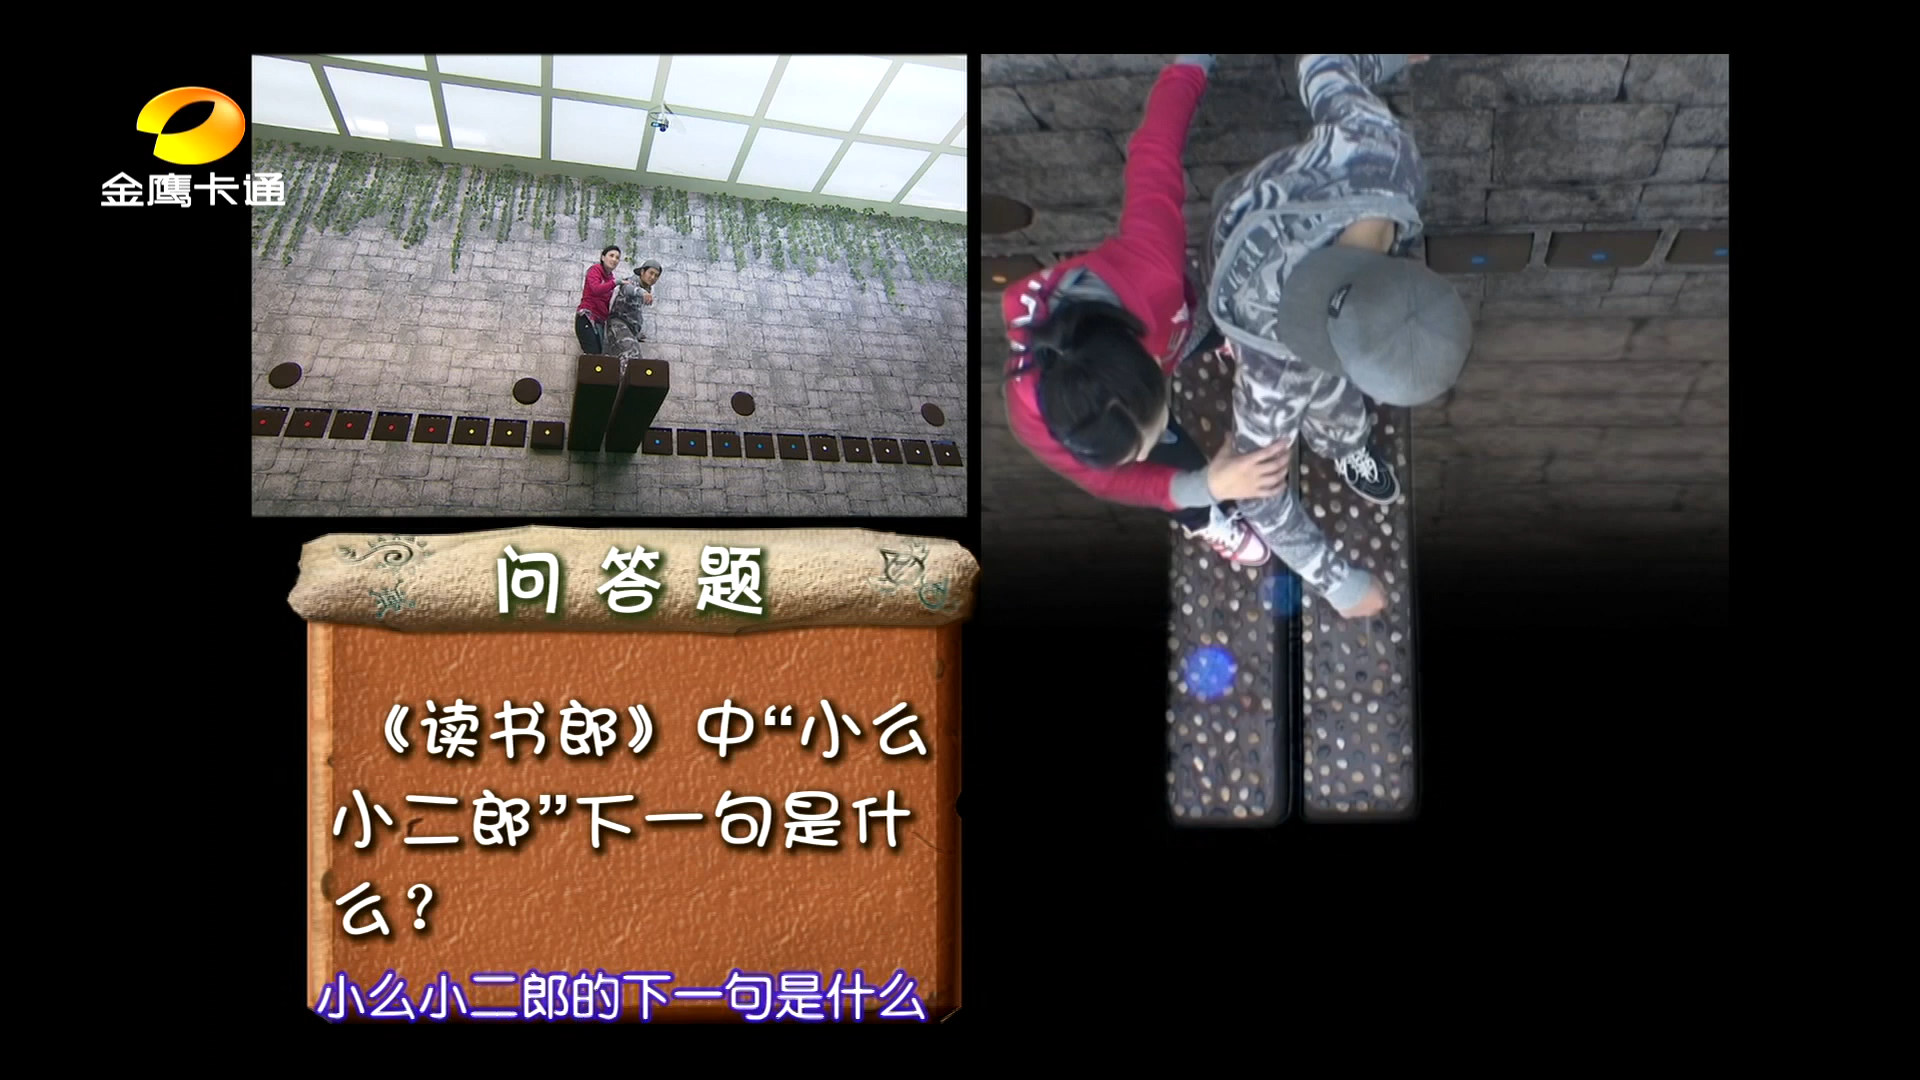 金鹰卡通
问答题
《读书郎》中“小么
小二郎”下一句是什
么？
小么小二郎的下一句是什么